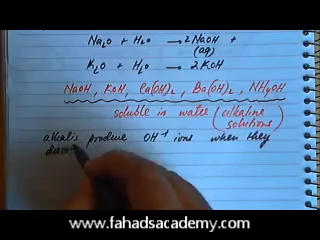 Na₂O + H₂O → 2NaOH +
(aq)
K₂O + H₂O → 2KOH
NaOH, KOH, Ca(OH)₂, Ba(OH)₂, NH₄OH
soluble in water (alkaline
solutions)
alkalis produce OH⁻¹ ions when they
www.fahadsacademy.com